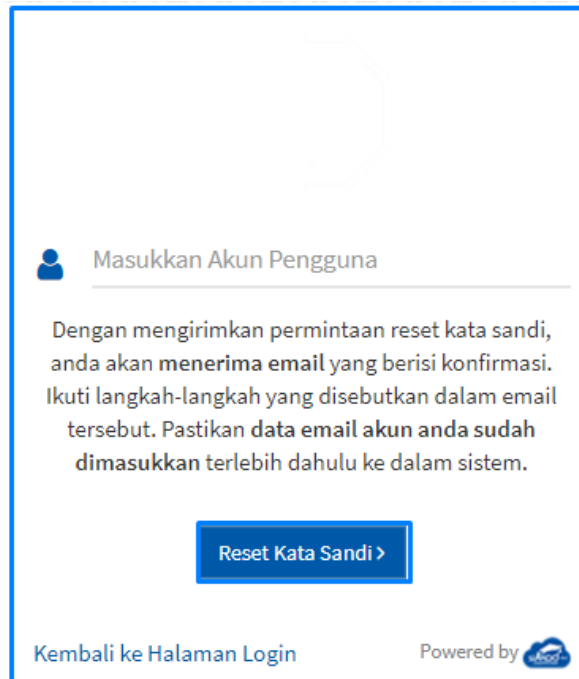 Masukkan Akun Pengguna
Dengan mengirimkan permintaan reset kata sandi,
anda akan menerima email yang berisi konfirmasi.
Ikuti langkah-langkah yang disebutkan dalam email
tersebut. Pastikan data email akun anda sudah
dimasukkan terlebih dahulu ke dalam sistem.
Reset Kata Sandi >
Kembali ke Halaman Login
Powered by